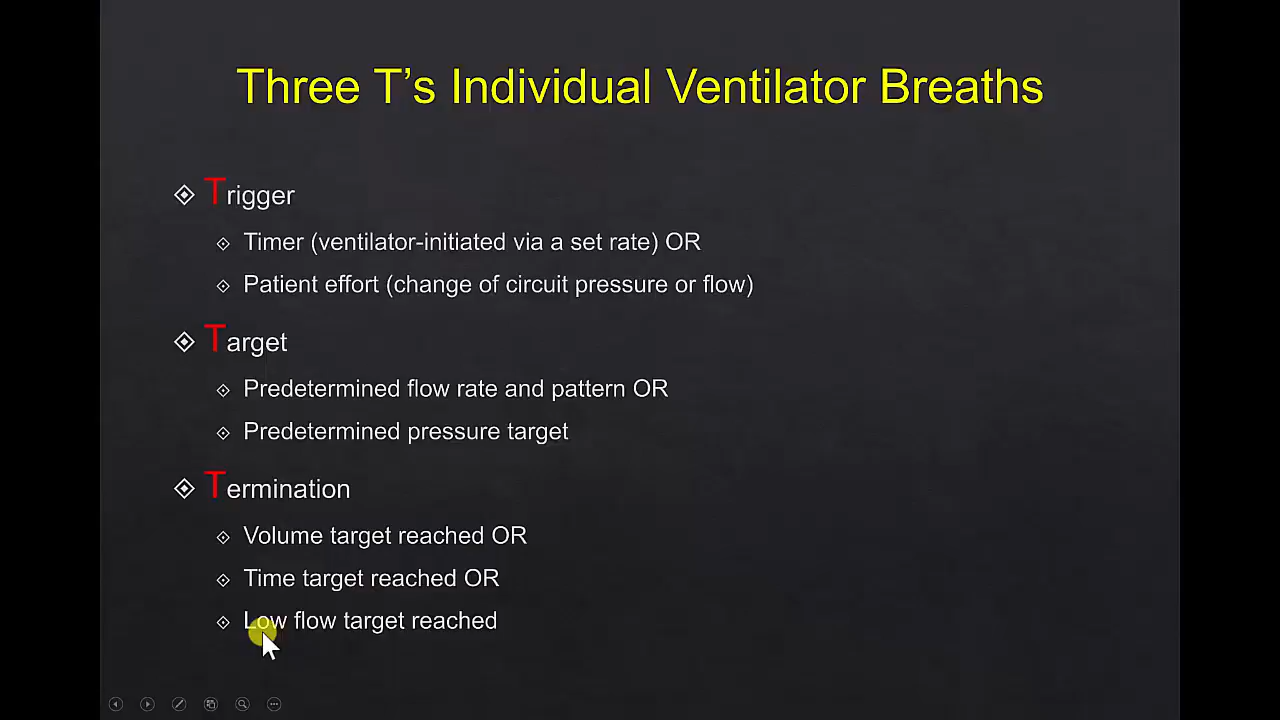 Three T’s Individual Ventilator Breaths
Trigger
Timer (ventilator-initiated via a set rate) OR
Patient effort (change of circuit pressure or flow)
Target
Predetermined flow rate and pattern OR
Predetermined pressure target
Termination
Volume target reached OR
Time target reached OR
Low flow target reached